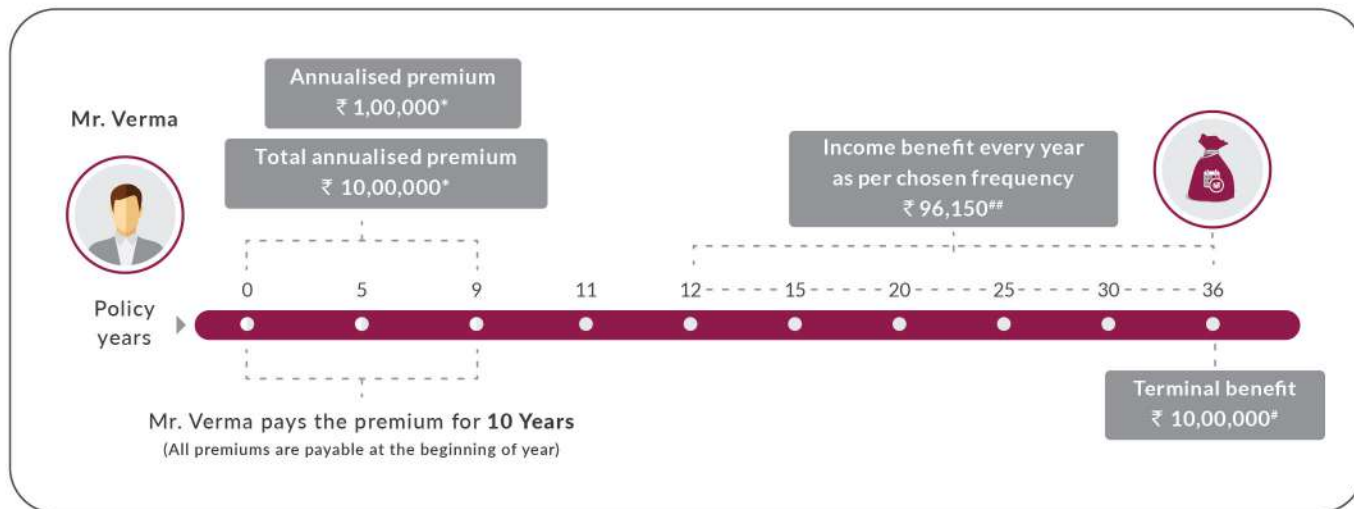 Annualised premium
₹ 1,00,000*
Mr. Verma
Total annualised premium
₹ 10,00,000*
Income benefit every year
as per chosen frequency
₹ 96,150##
0 5 9 11 12 15 20 25 30 36
Policy
years
Terminal benefit
₹ 10,00,000#
Mr. Verma pays the premium for 10 Years
(All premiums are payable at the beginning of year)